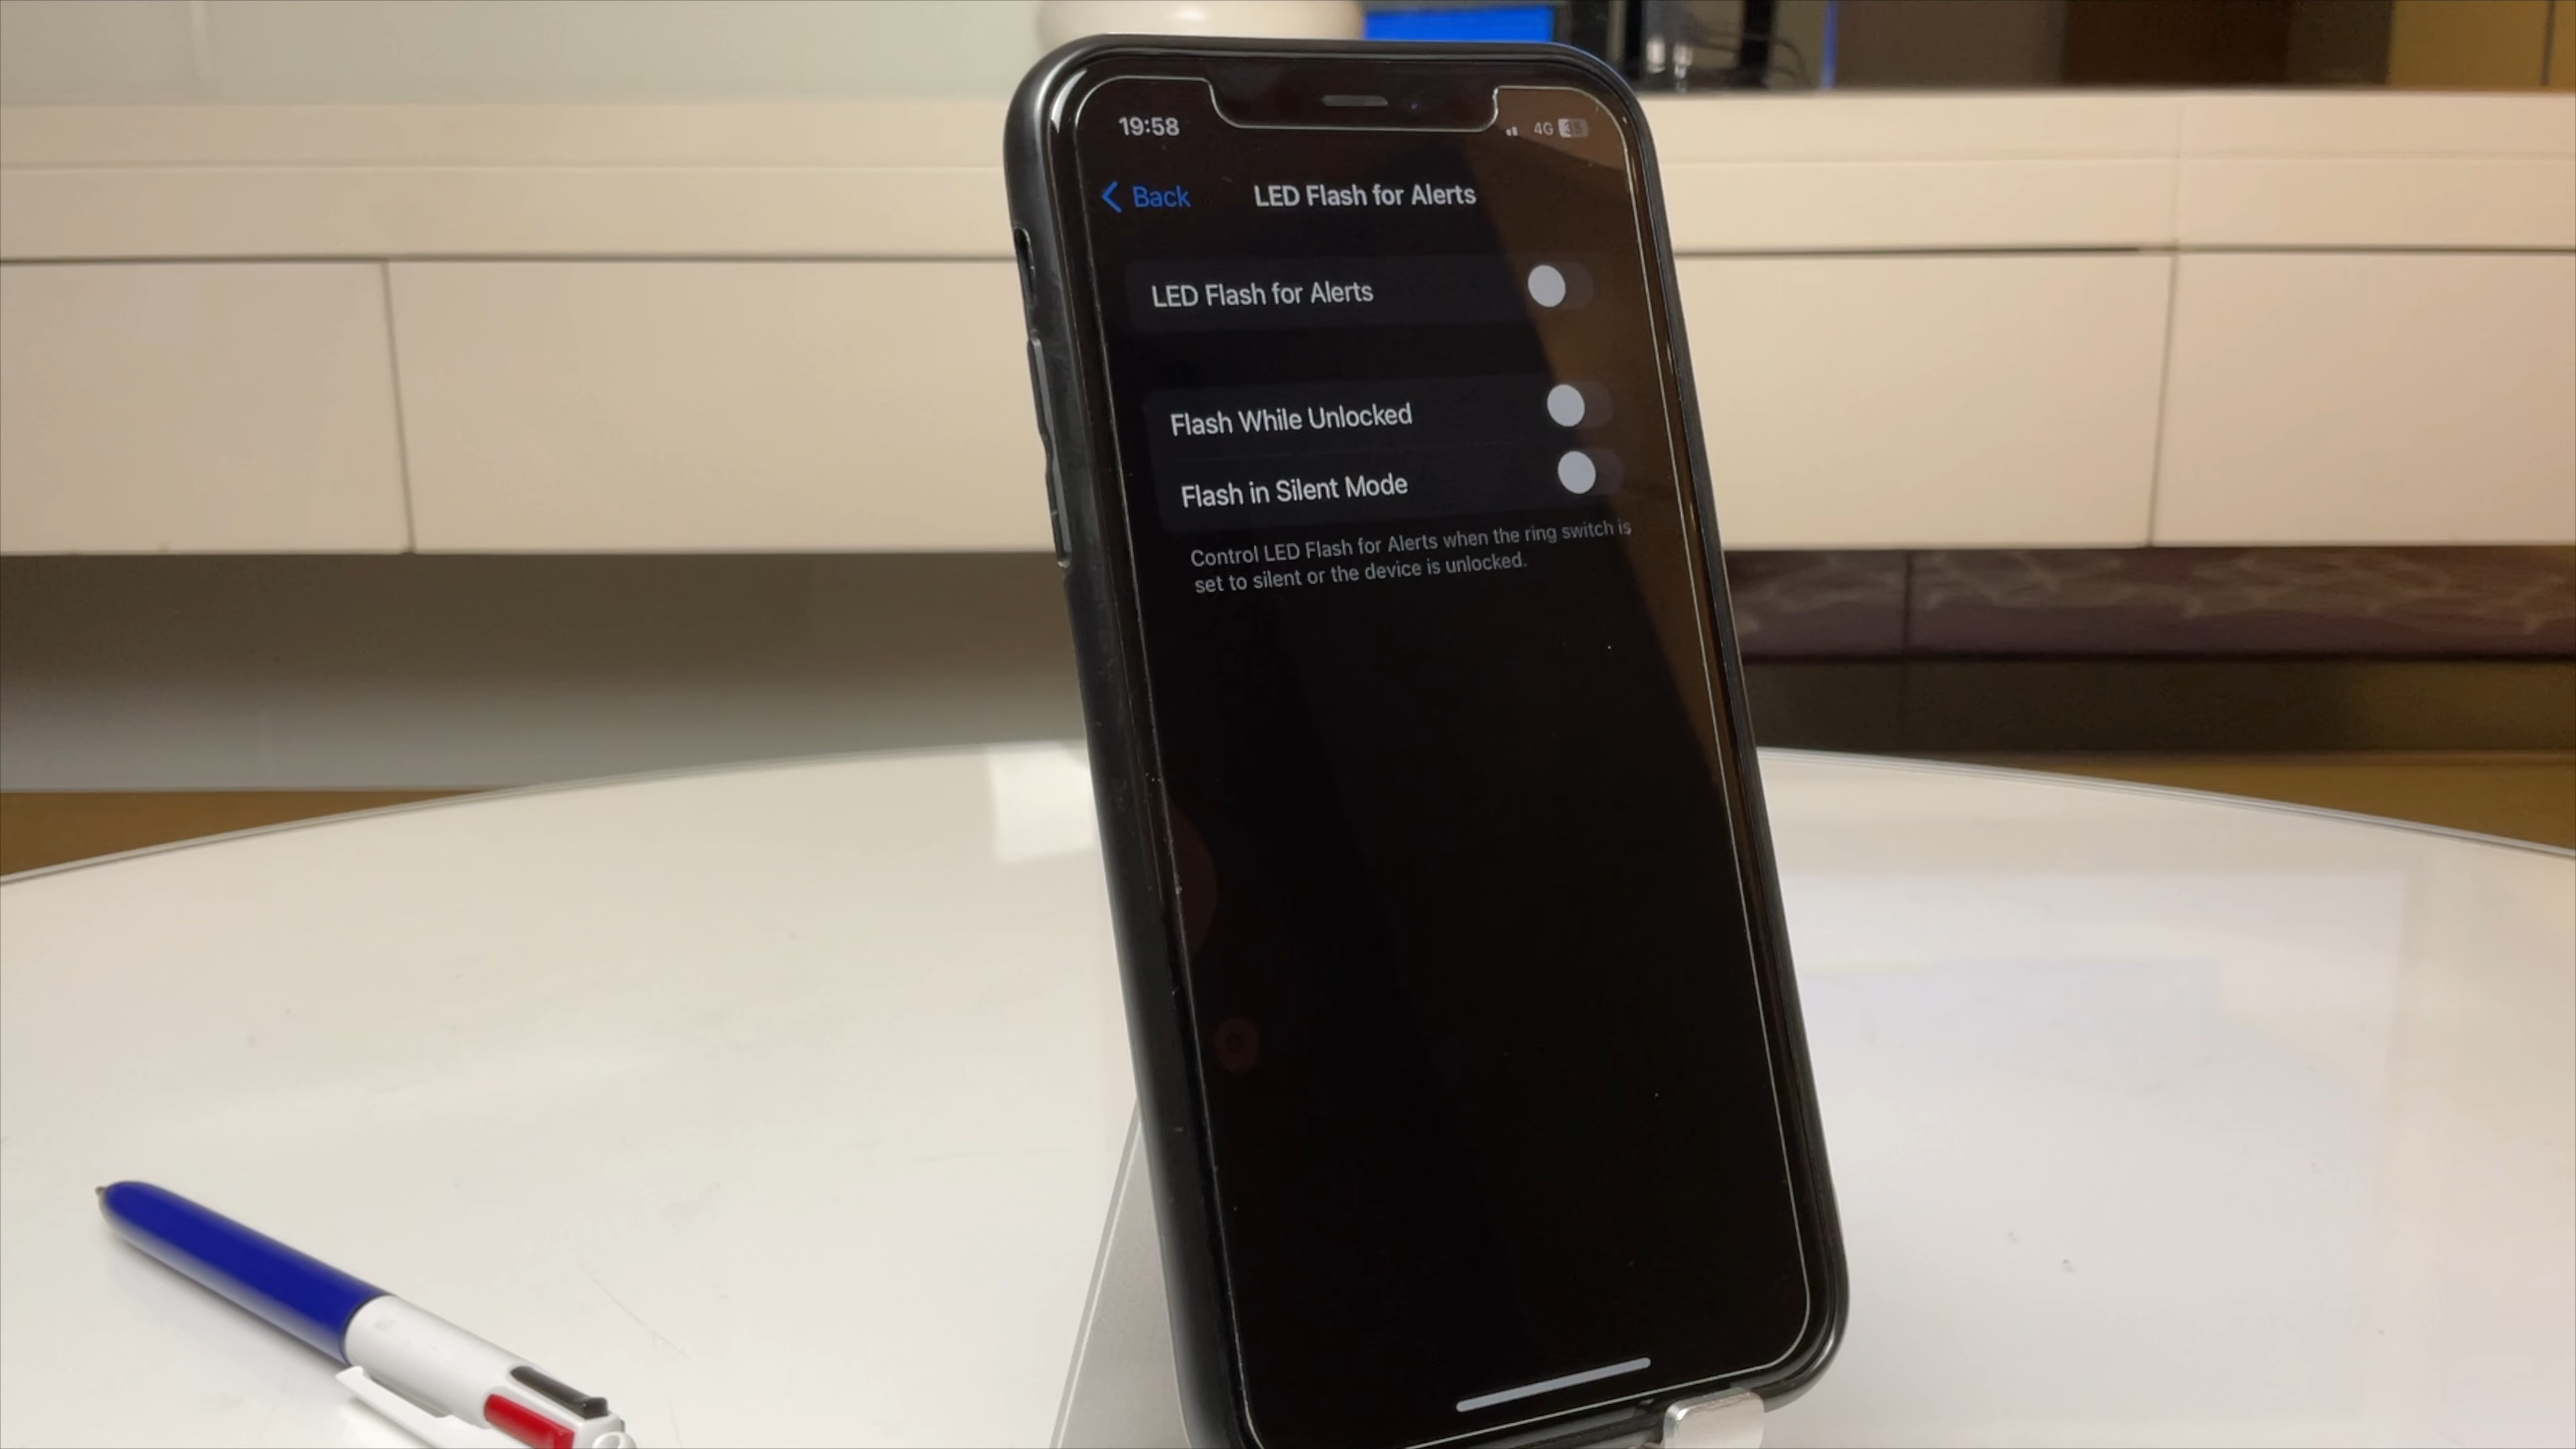 19:58
4G
Back
LED Flash for Alerts
LED Flash for Alerts
Flash While Unlocked
Flash in Silent Mode
Control LED Flash for Alerts when the ring switch is
set to silent or the device is unlocked.